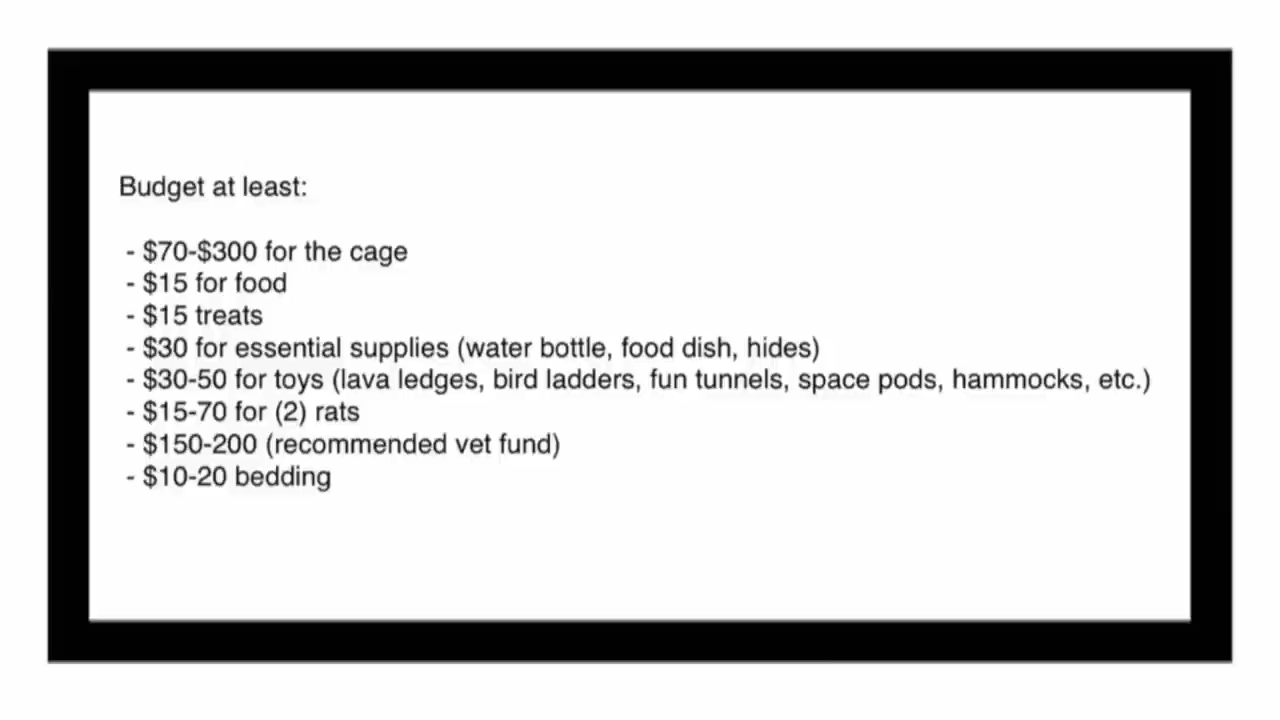 Budget at least:
- $70-$300 for the cage
- $15 for food
- $15 treats
- $30 for essential supplies (water bottle, food dish, hides)
- $30-50 for toys (lava ledges, bird ladders, fun tunnels, space pods, hammocks, etc.)
- $15-70 for (2) rats
- $150-200 (recommended vet fund)
- $10-20 bedding